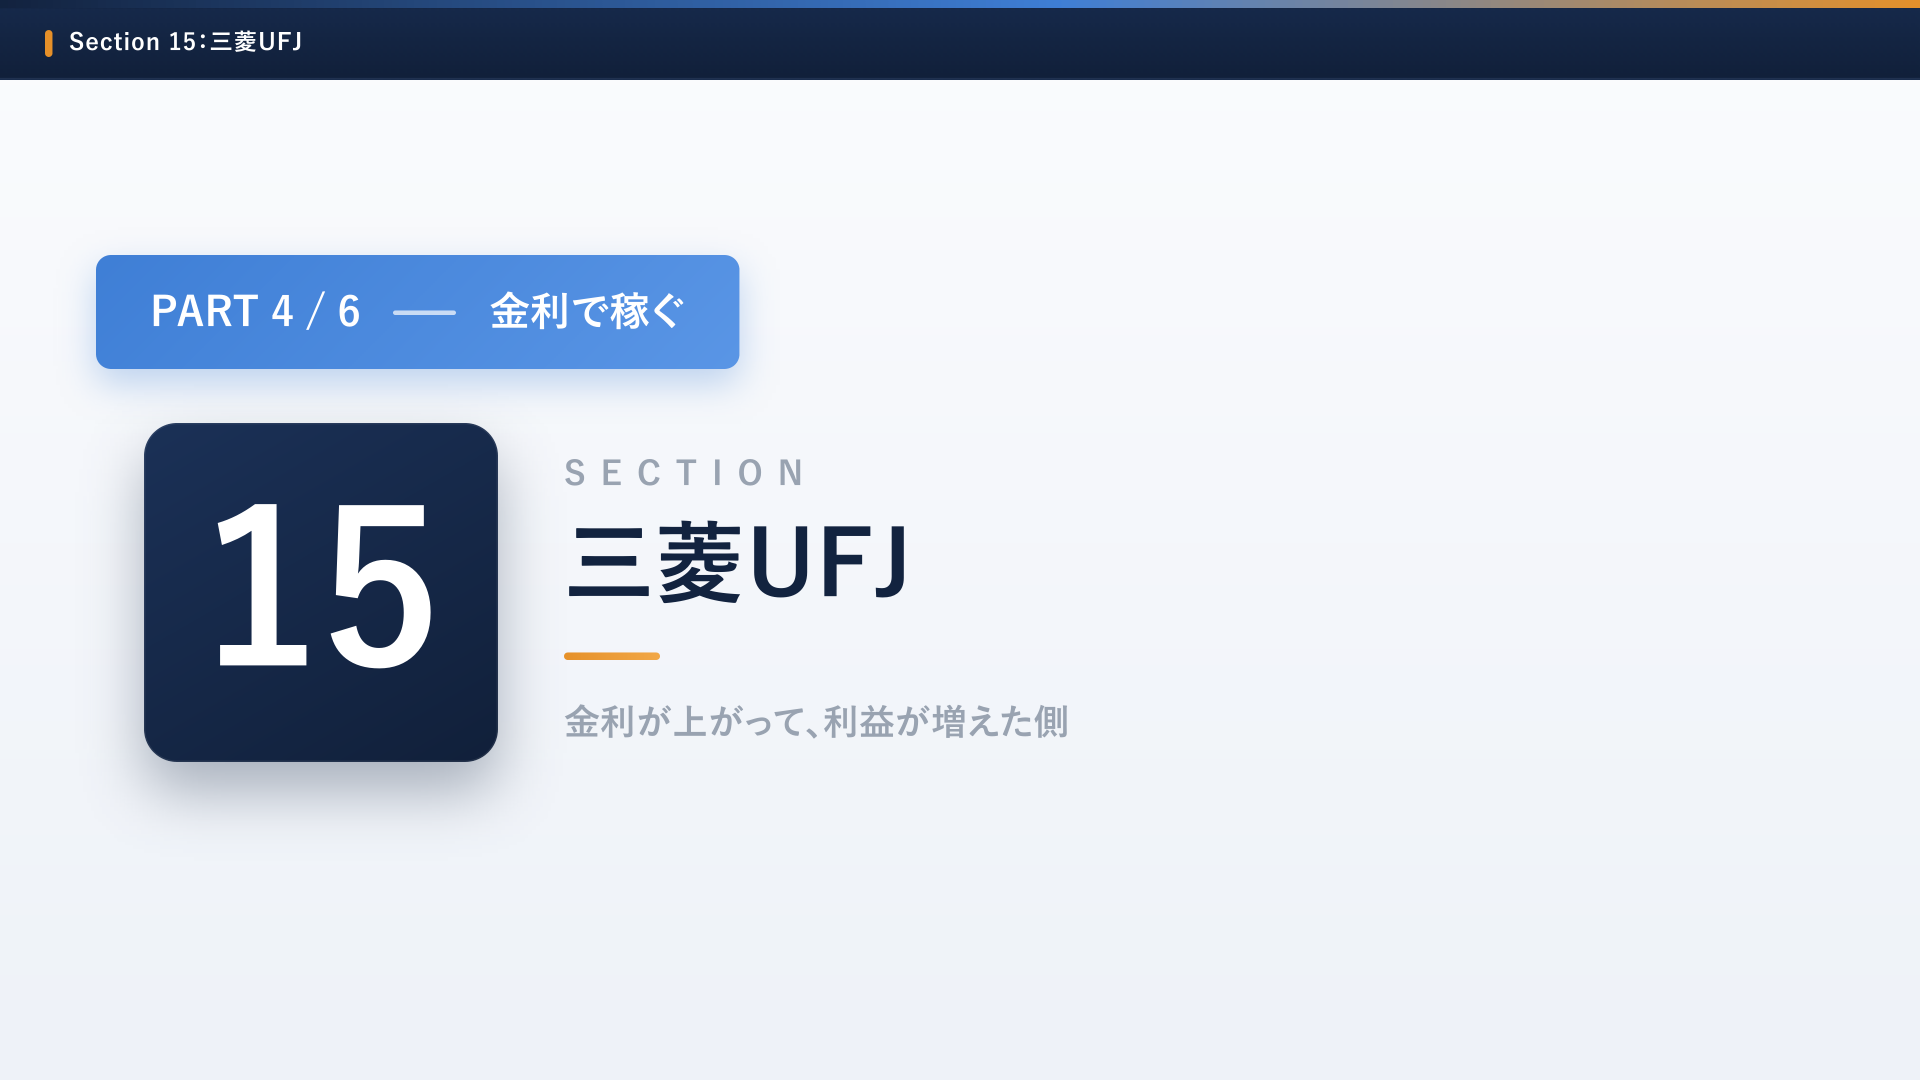 Section 15：三菱UFJ
PART 4 / 6 — 金利で稼ぐ
15
SECTION
三菱UFJ
金利が上がって、利益が増えた側